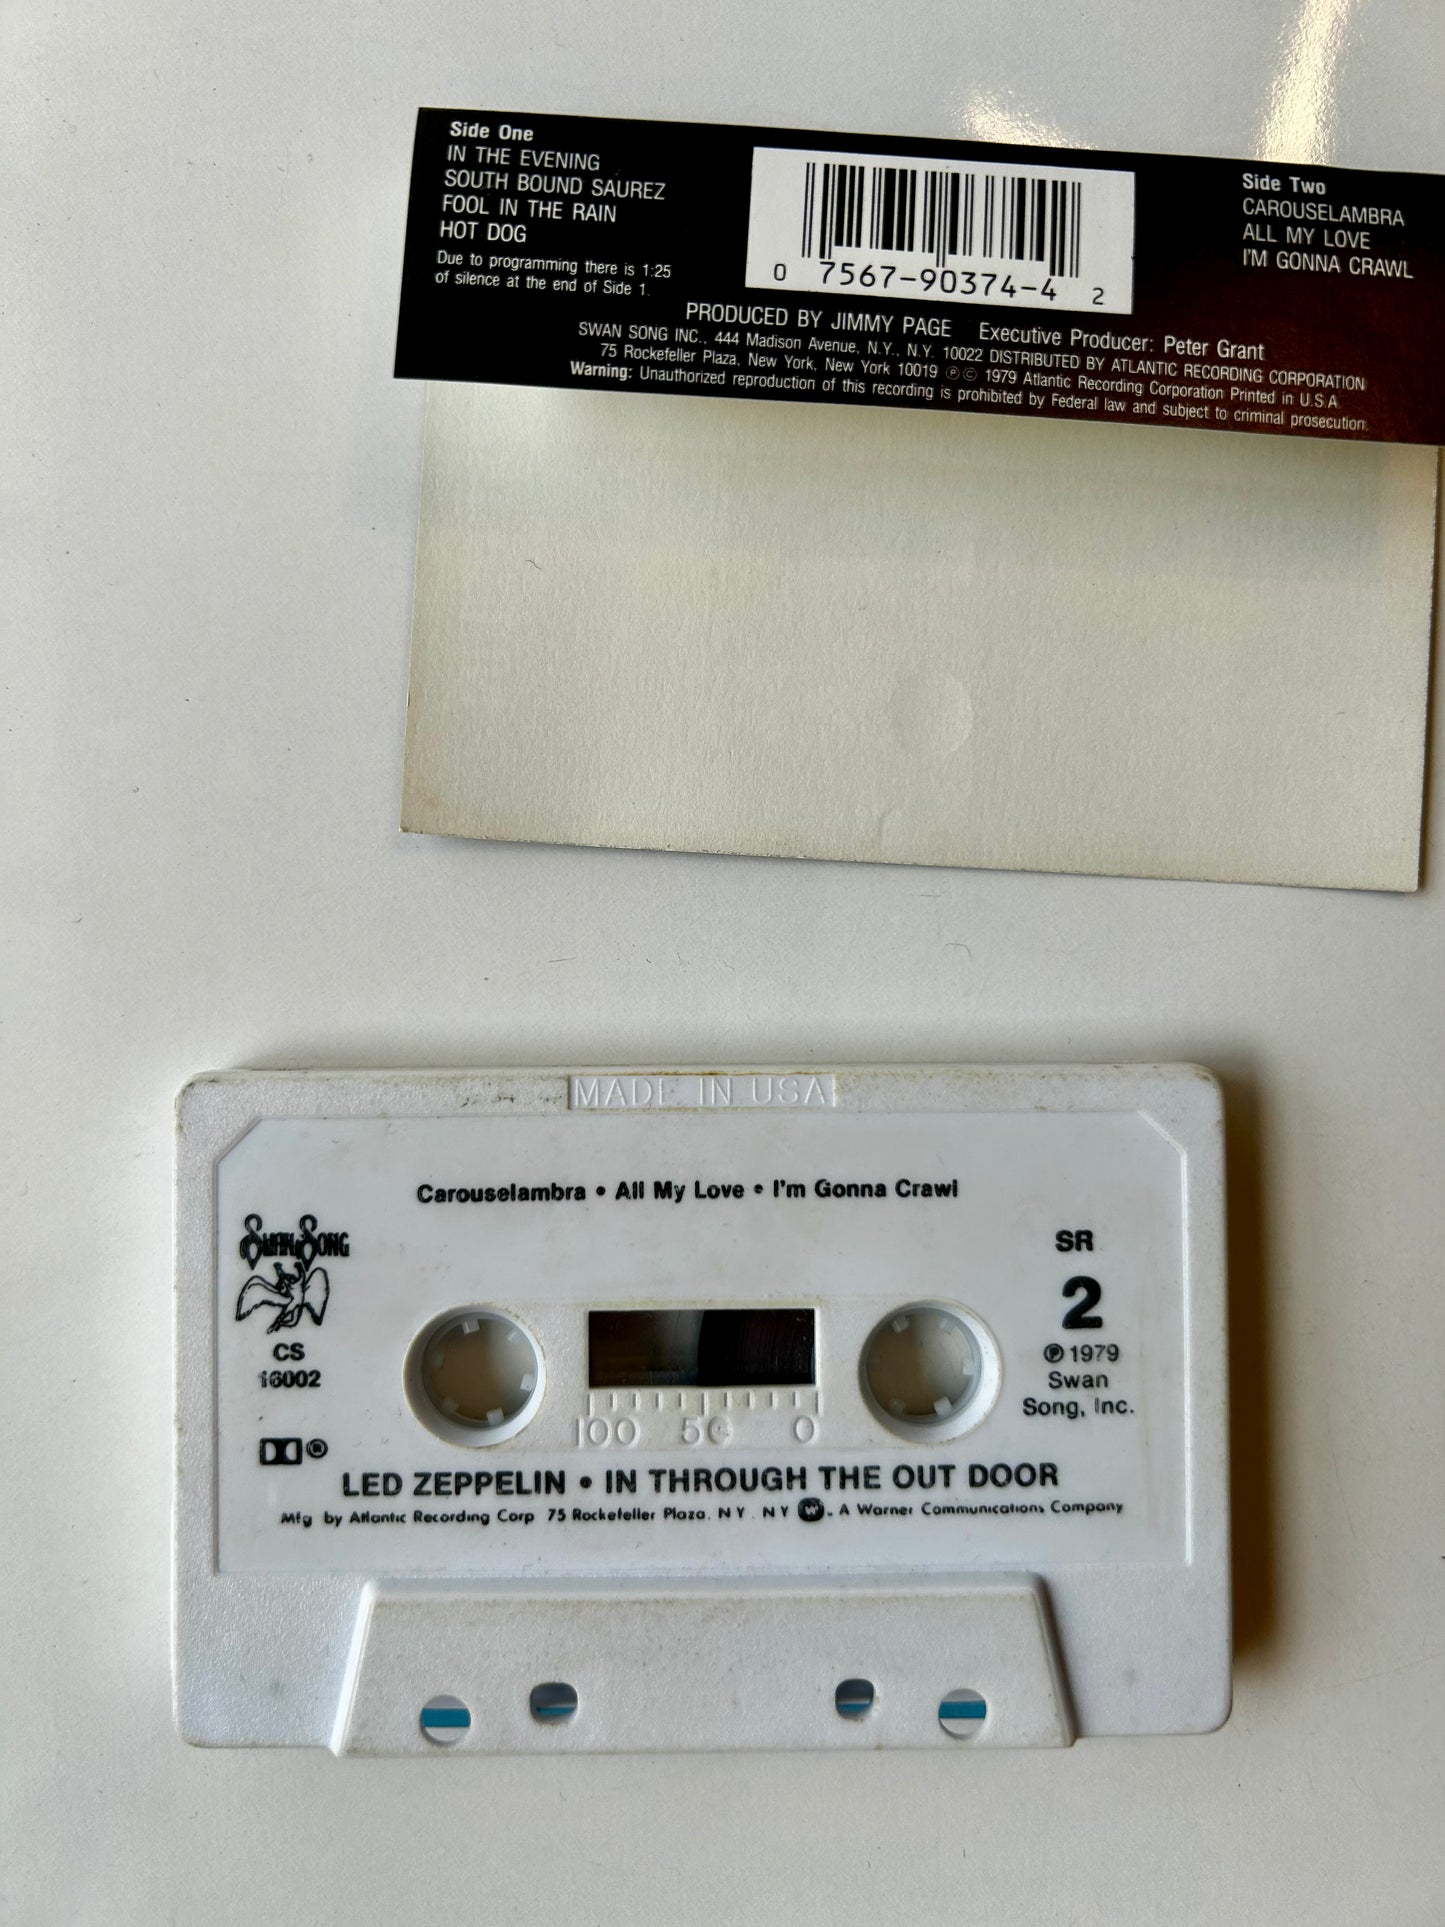 Side One
IN THE EVENING
SOUTH BOUND SAUREZ
FOOL IN THE RAIN
HOT DOG
Due to programming there is 1:25
of silence at the end of Side 1.
0 7567-90374-4 2
Side Two
CAROUSELAMBRA
ALL MY LOVE
I'M GONNA CRAWL
PRODUCED BY JIMMY PAGE Executive Producer: Peter Grant
SWAN SONG INC., 444 Madison Avenue, N.Y., N.Y. 10022 DISTRIBUTED BY ATLANTIC RECORDING CORPORATION
75 Rockefeller Plaza, New York, New York 10019 ℗© 1979 Atlantic Recording Corporation Printed in U.S.A.
Warning: Unauthorized reproduction of this recording is prohibited by Federal law and subject to criminal prosecution.
MADE IN USA
Carouselambra • All My Love • I'm Gonna Crawl
SWAN SONG
CS
16002
SR
2
℗ 1979
Swan
Song, Inc.
100 50 0
LED ZEPPELIN • IN THROUGH THE OUT DOOR
Mfg by Atlantic Recording Corp 75 Rockefeller Plaza. N Y . N Y W. A Warner Communications Company